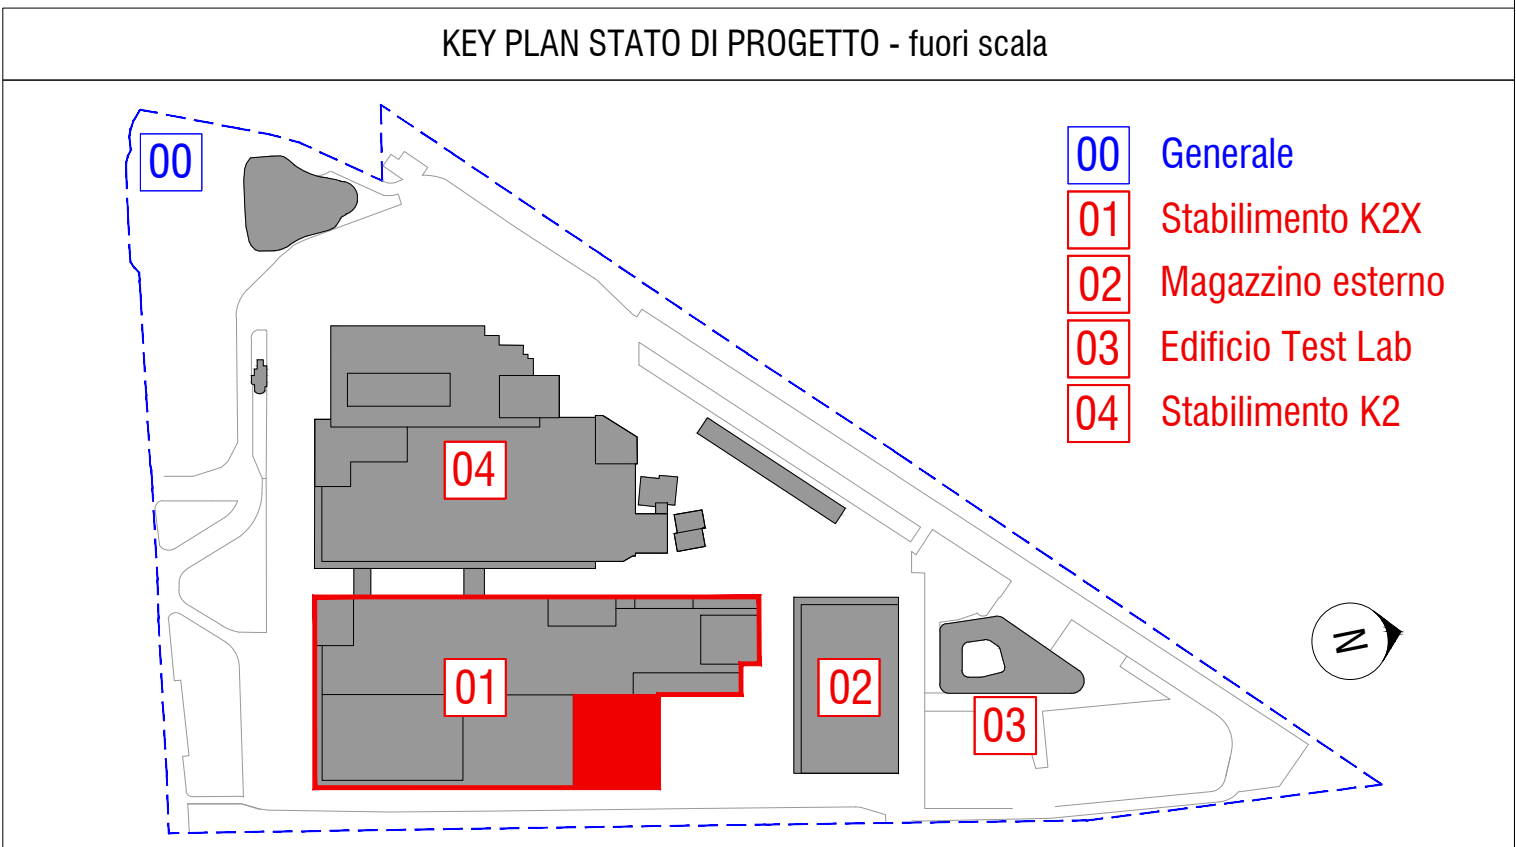 KEY PLAN STATO DI PROGETTO - fuori scala
00 Generale
01 Stabilimento K2X
02 Magazzino esterno
03 Edificio Test Lab
04 Stabilimento K2
00
04
01
02
03
N